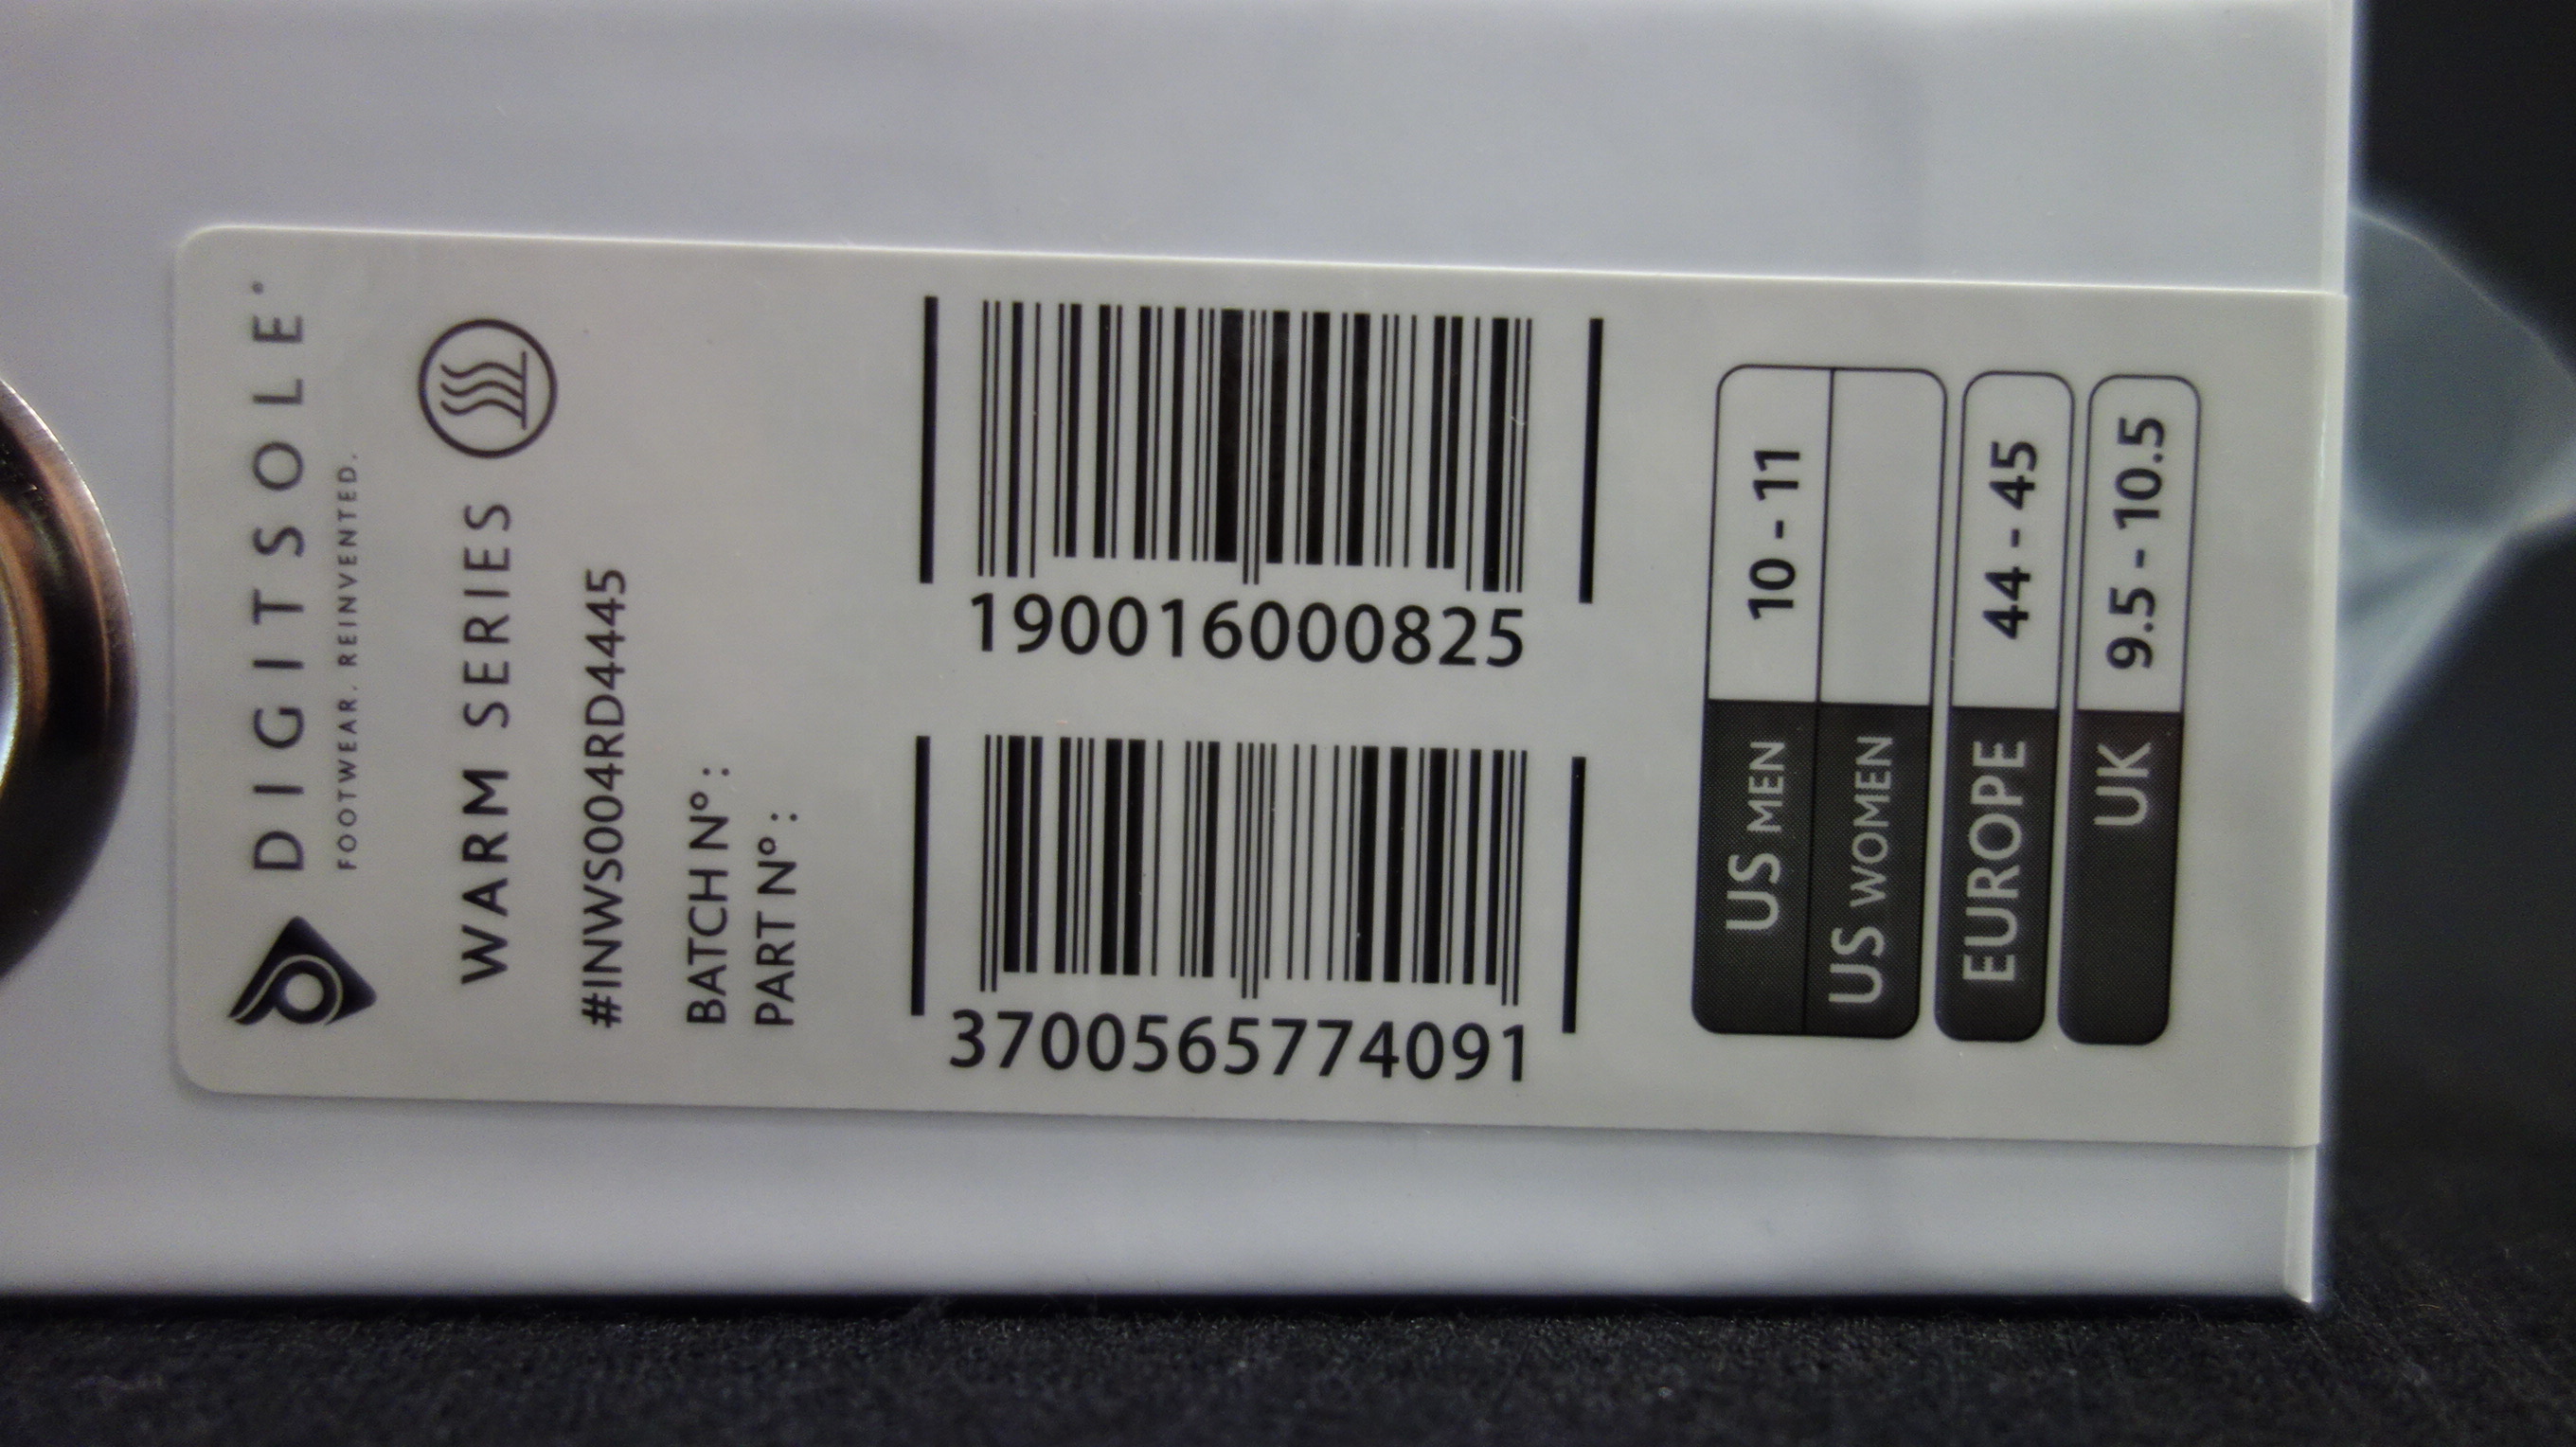 DIGITSOLE
FOOTWEAR. REINVENTED.
WARM SERIES
#INWS004RD4445
BATCH N° :
PART N° :
190016000825
3700565774091
US MEN 10 - 11
US WOMEN
EUROPE 44 - 45
UK 9.5 - 10.5